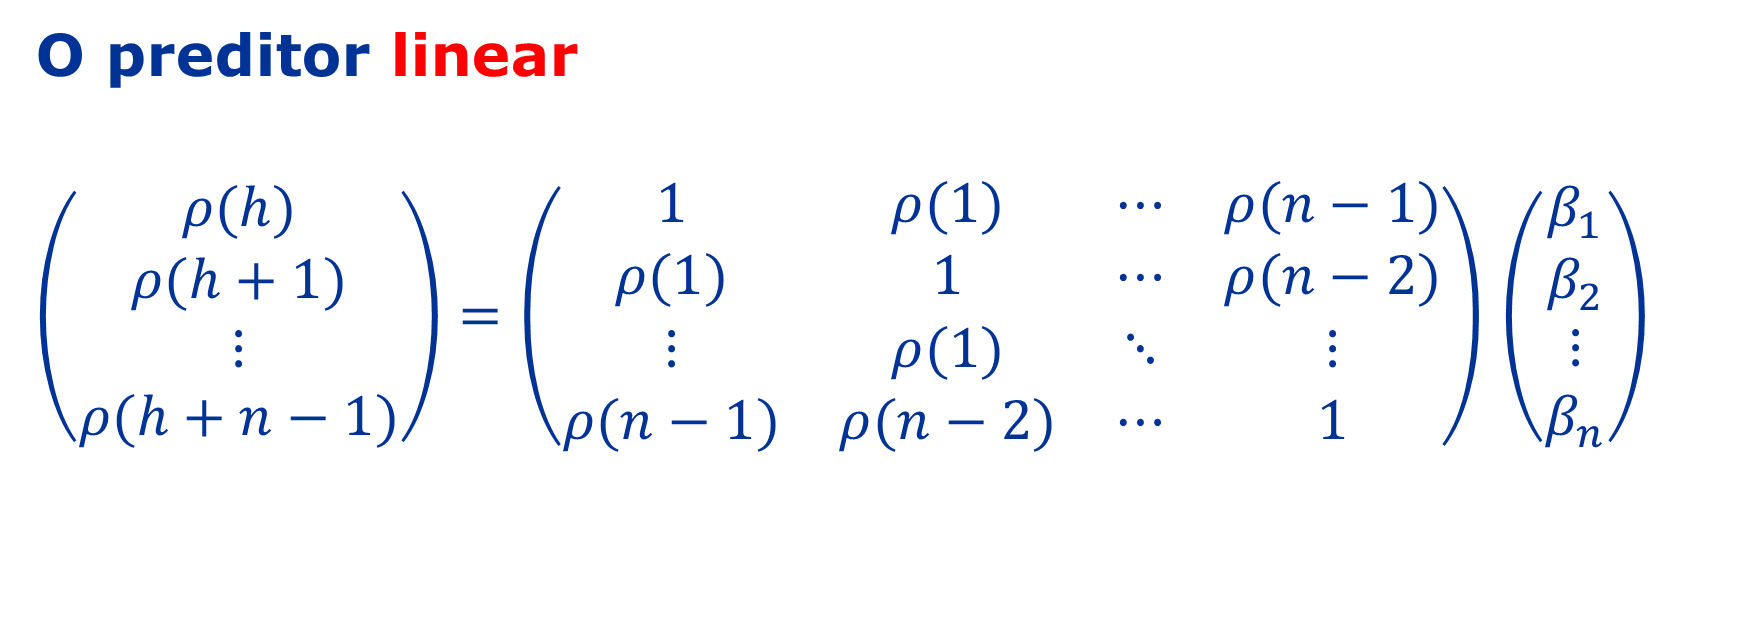 O preditor linear
ρ(h) 1 ρ(1) ⋯ ρ(n − 1) β₁
ρ(h + 1) ρ(1) 1 ⋯ ρ(n − 2) β₂
⋮ = ⋮ ρ(1) ⋱ ⋮ ⋮
ρ(h + n − 1) ρ(n − 1) ρ(n − 2) ⋯ 1 βₙ